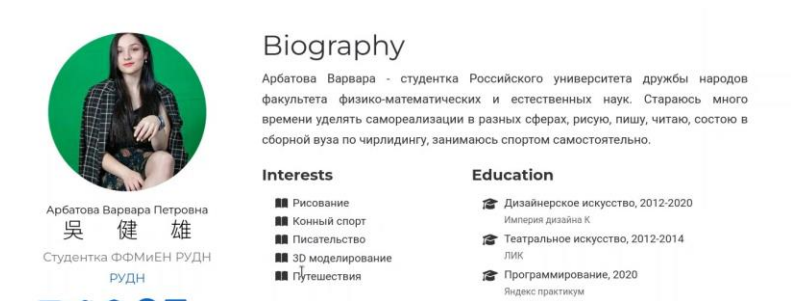 Biography
Арбатова Варвара - студентка Российского университета дружбы народов
факультета физико-математических и естественных наук. Стараюсь много
времени уделять самореализации в разных сферах, рисую, пишу, читаю, состою в
сборной вуза по чирлидингу, занимаюсь спортом самостоятельно.
Арбатова Варвара Петровна
吳 健 雄
Студентка ФФМиЕН РУДН
РУДН
Interests
Рисование
Конный спорт
Писательство
3D моделирование
Путешествия
Education
Дизайнерское искусство, 2012-2020
Империя дизайна К
Театральное искусство, 2012-2014
ЛИК
Программирование, 2020
Яндекс практикум